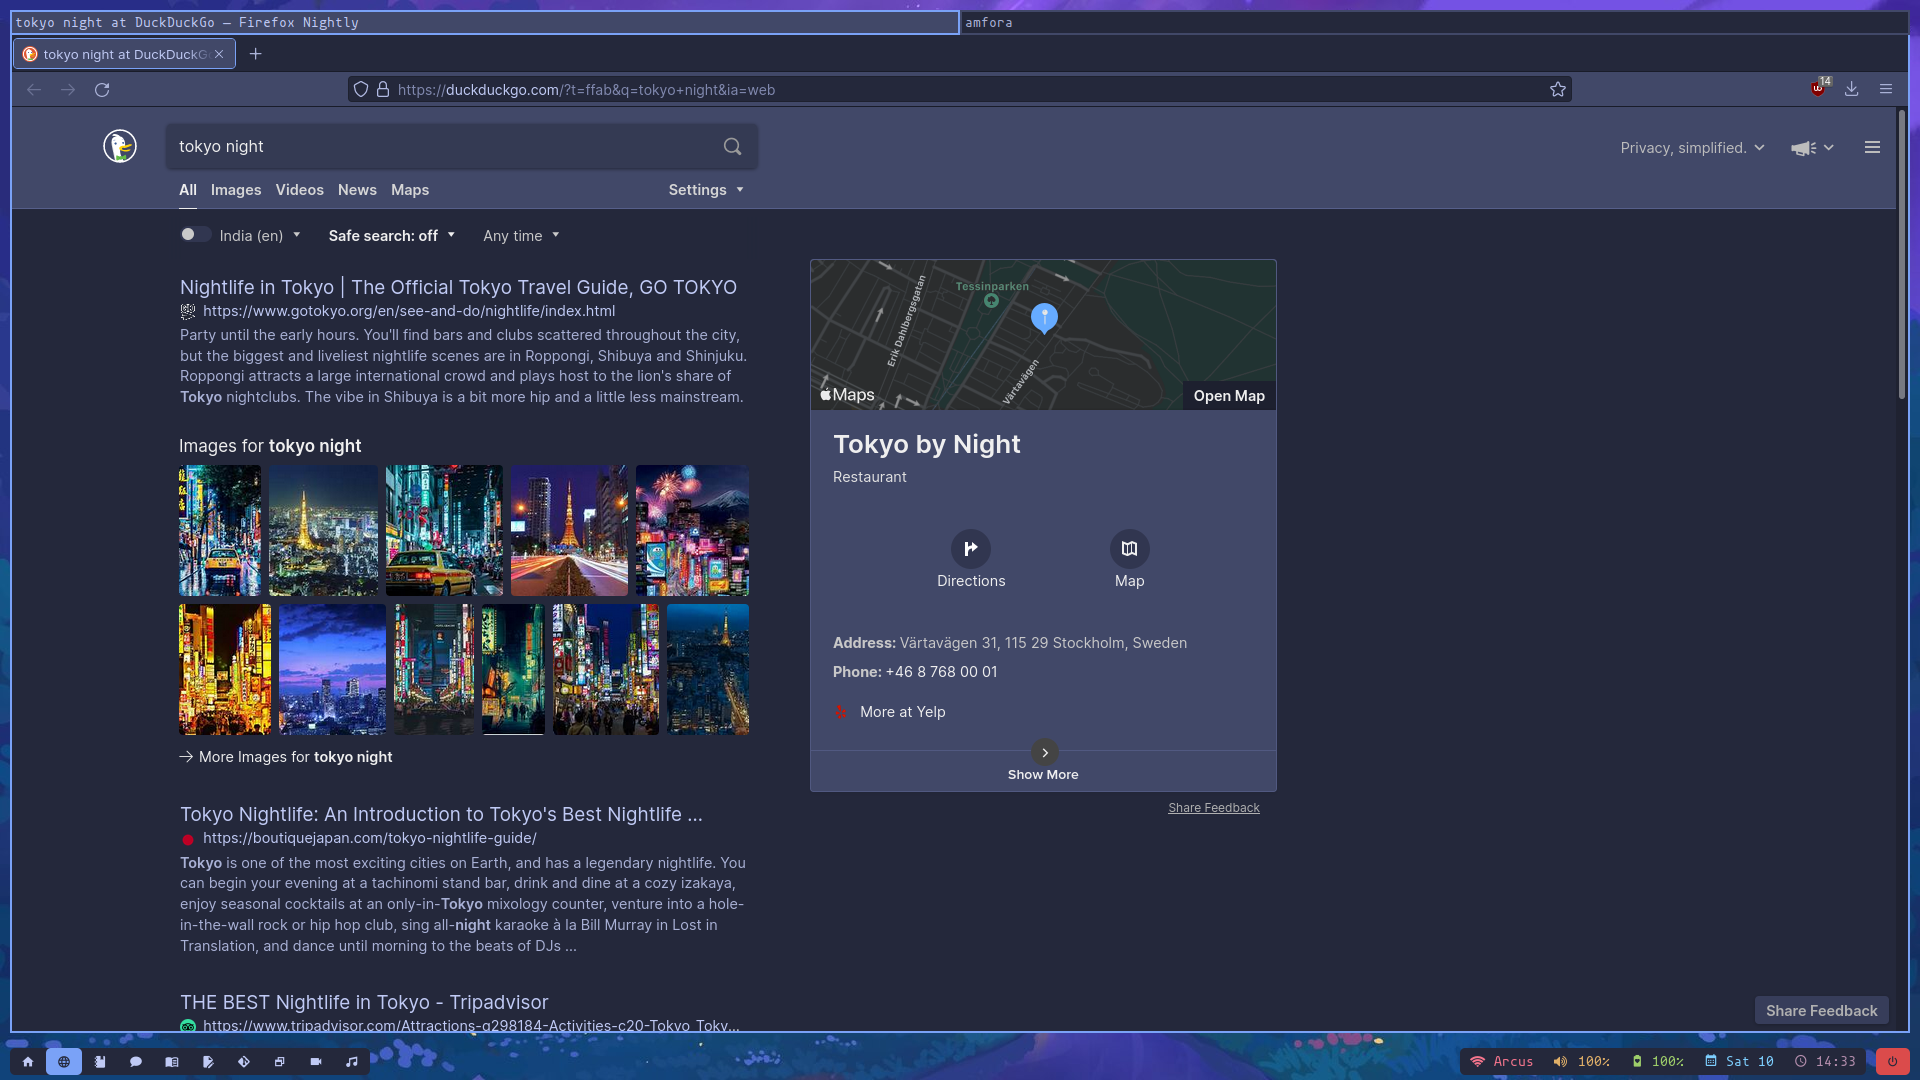 tokyo night at DuckDuckGo — Firefox Nightly
amfora
tokyo night at DuckDuckG
https://duckduckgo.com/?t=ffab&q=tokyo+night&ia=web
14
tokyo night
Privacy, simplified.
All Images Videos News Maps Settings
India (en) Safe search: off Any time
Nightlife in Tokyo | The Official Tokyo Travel Guide, GO TOKYO
https://www.gotokyo.org/en/see-and-do/nightlife/index.html
Party until the early hours. You'll find bars and clubs scattered throughout the city,
but the biggest and liveliest nightlife scenes are in Roppongi, Shibuya and Shinjuku.
Roppongi attracts a large international crowd and plays host to the lion's share of
Tokyo nightclubs. The vibe in Shibuya is a bit more hip and a little less mainstream.
Images for tokyo night
More Images for tokyo night
Tokyo Nightlife: An Introduction to Tokyo's Best Nightlife ...
https://boutiquejapan.com/tokyo-nightlife-guide/
Tokyo is one of the most exciting cities on Earth, and has a legendary nightlife. You
can begin your evening at a tachinomi stand bar, drink and dine at a cozy izakaya,
enjoy seasonal cocktails at an only-in-Tokyo mixology counter, venture into a hole-
in-the-wall rock or hip hop club, sing all-night karaoke à la Bill Murray in Lost in
Translation, and dance until morning to the beats of DJs ...
THE BEST Nightlife in Tokyo - Tripadvisor
https://www.tripadvisor.com/Attractions-g298184-Activities-c20-Tokyo_Toky...
Tessinparken
Erik Dahlbergsgatan
Värtavägen
Maps
Open Map
Tokyo by Night
Restaurant
Directions
Map
Address: Värtavägen 31, 115 29 Stockholm, Sweden
Phone: +46 8 768 00 01
More at Yelp
Show More
Share Feedback
Share Feedback
Arcus 100% 100% Sat 10 14:33